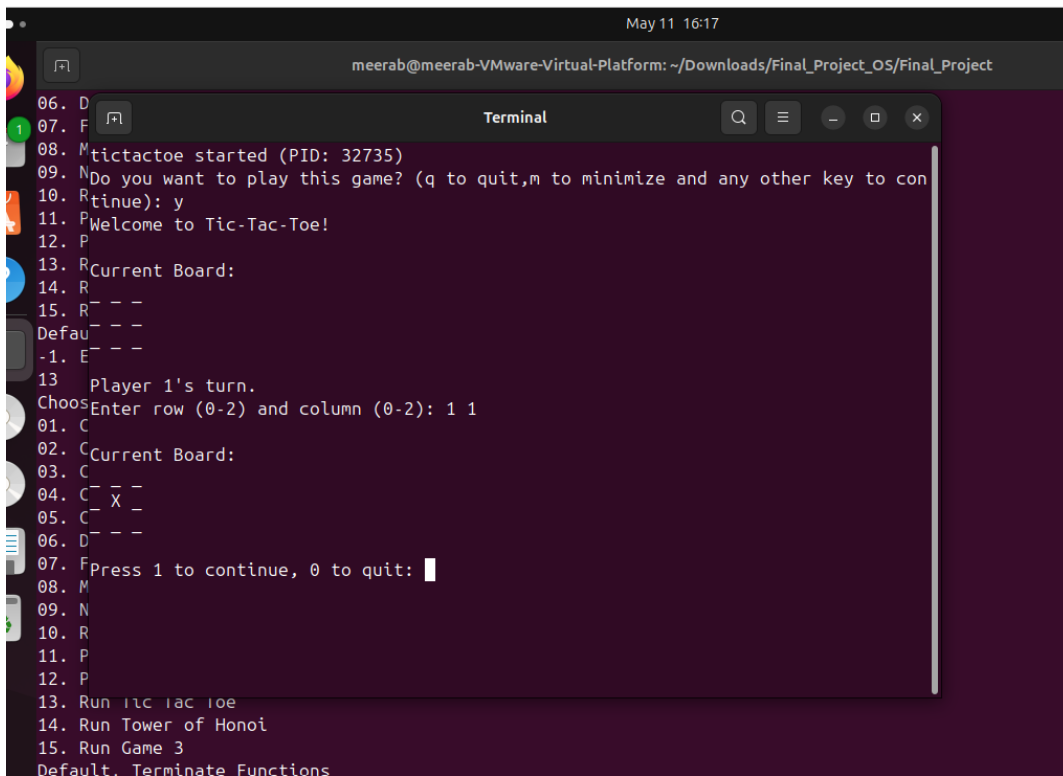 May 11 16:17
meerab@meerab-VMware-Virtual-Platform: ~/Downloads/Final_Project_OS/Final_Project
Terminal
1
06. D
07. F
08. M
09. N
10. R
11. P
12. P
13. R
14. R
15. R
Defau
-1. E
13
Choos
01. C
02. C
03. C
04. C
05. C
06. D
07. F
08. M
09. N
10. R
11. P
12. P
tictactoe started (PID: 32735)
Do you want to play this game? (q to quit,m to minimize and any other key to con
tinue): y
Welcome to Tic-Tac-Toe!
Current Board:
_ _ _
_ _ _
_ _ _
Player 1's turn.
Enter row (0-2) and column (0-2): 1 1
Current Board:
_ _ _
_ X _
_ _ _
Press 1 to continue, 0 to quit:
13. Run Tic Tac Toe
14. Run Tower of Honoi
15. Run Game 3
Default. Terminate Functions